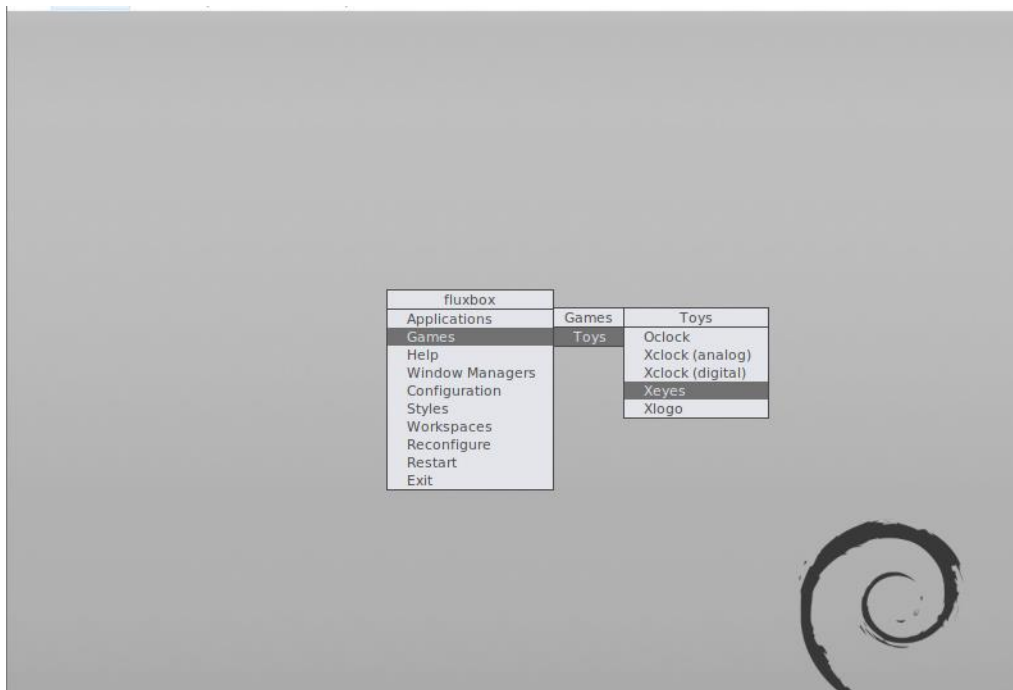 fluxbox
Applications
Games
Help
Window Managers
Configuration
Styles
Workspaces
Reconfigure
Restart
Exit
Games
Toys
Toys
Oclock
Xclock (analog)
Xclock (digital)
Xeyes
Xlogo